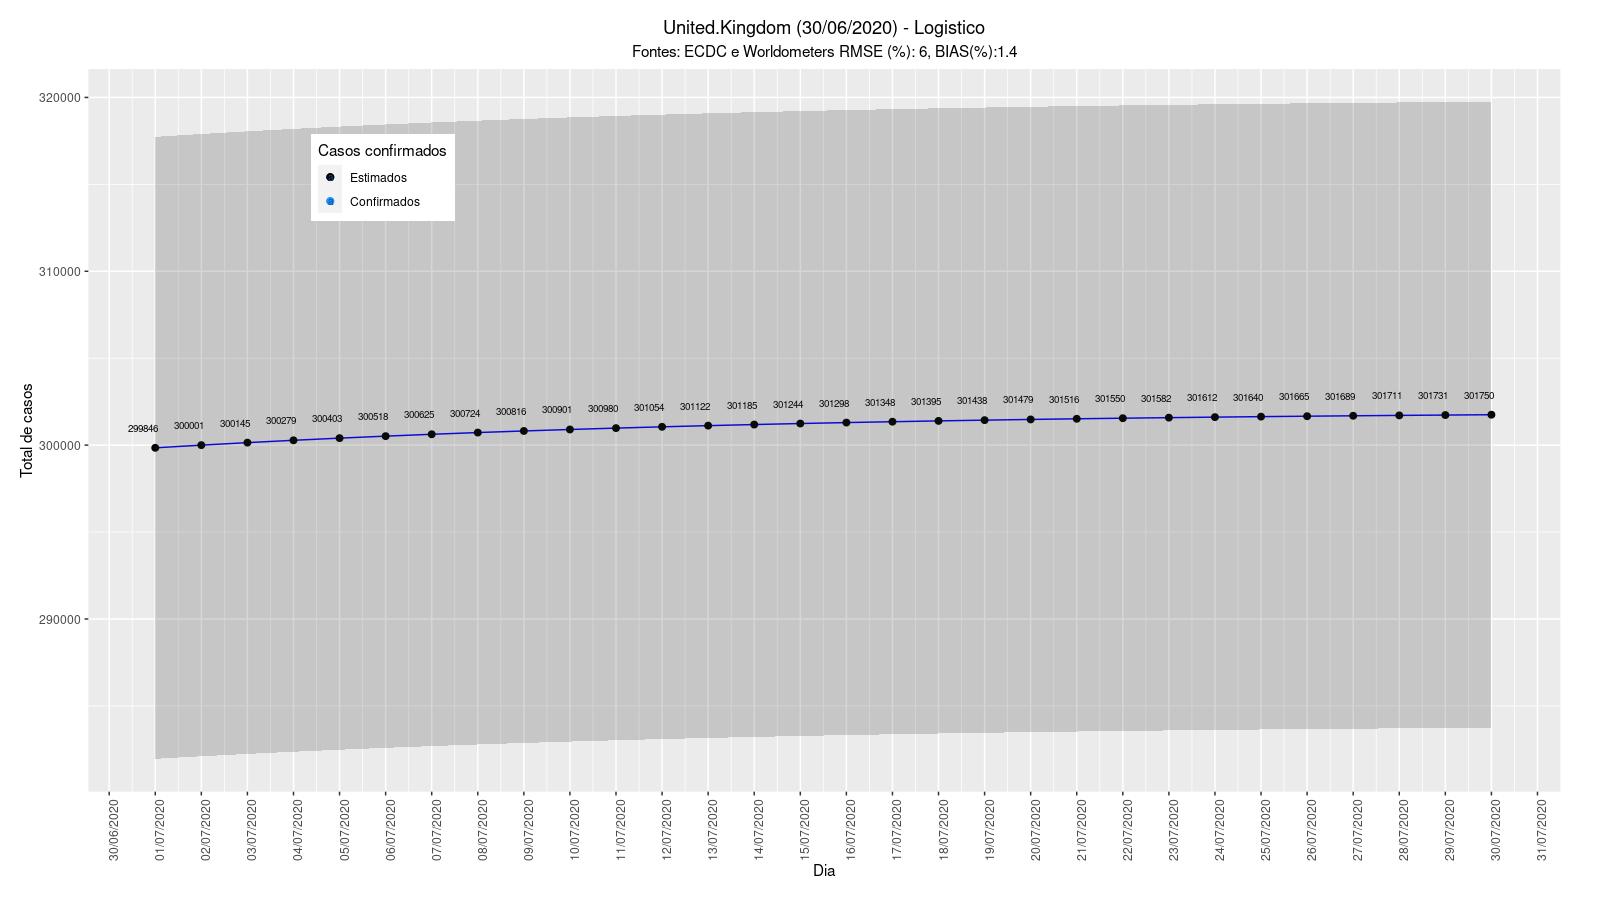 United.Kingdom (30/06/2020) - Logistico
Fontes: ECDC e Worldometers RMSE (%): 6, BIAS(%):1.4
320000
310000
300000
290000
Total de casos
Casos confirmados
Estimados
Confirmados
299846 300001 300145 300279 300403 300518 300625 300724 300816 300901 300980 301054 301122 301185 301244 301298 301348 301395 301438 301479 301516 301550 301582 301612 301640 301665 301689 301711 301731 301750
30/06/2020 01/07/2020 02/07/2020 03/07/2020 04/07/2020 05/07/2020 06/07/2020 07/07/2020 08/07/2020 09/07/2020 10/07/2020 11/07/2020 12/07/2020 13/07/2020 14/07/2020 15/07/2020 16/07/2020 17/07/2020 18/07/2020 19/07/2020 20/07/2020 21/07/2020 22/07/2020 23/07/2020 24/07/2020 25/07/2020 26/07/2020 27/07/2020 28/07/2020 29/07/2020 30/07/2020 31/07/2020
Dia